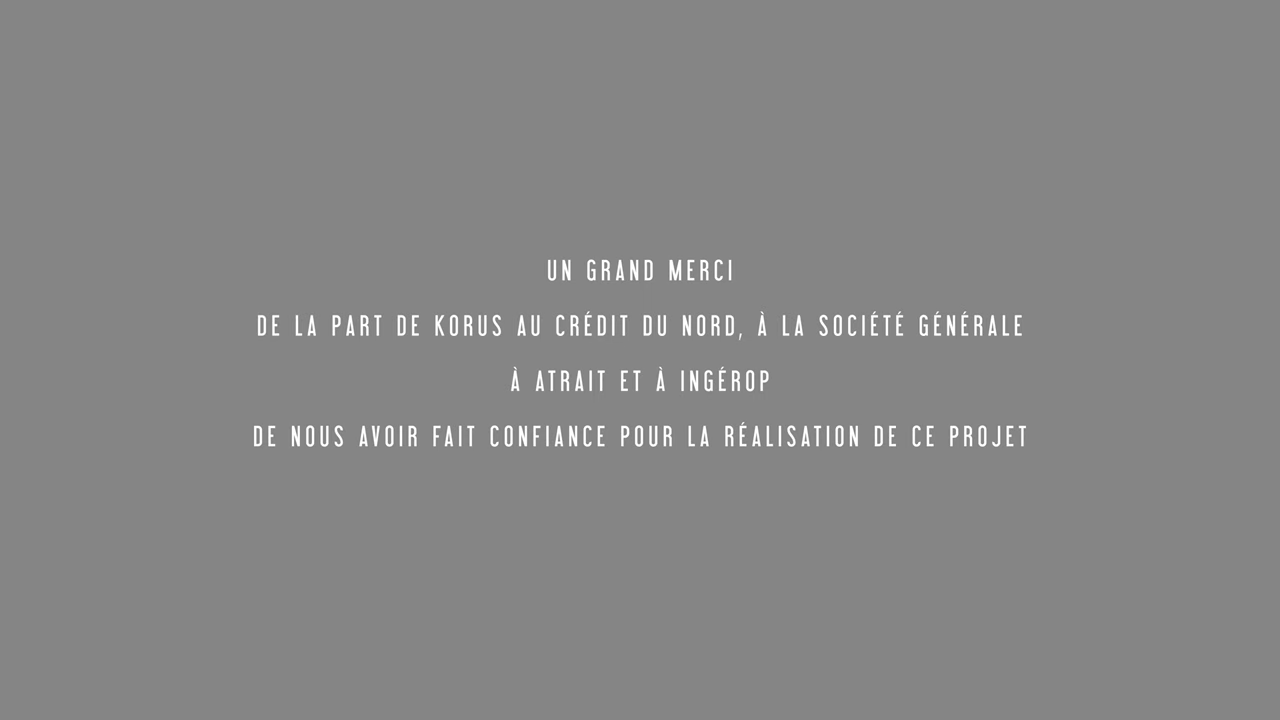 UN GRAND MERCI
DE LA PART DE KORUS AU CRÉDIT DU NORD, À LA SOCIÉTÉ GÉNÉRALE
À ATRAIT ET À INGÉROP
DE NOUS AVOIR FAIT CONFIANCE POUR LA RÉALISATION DE CE PROJET